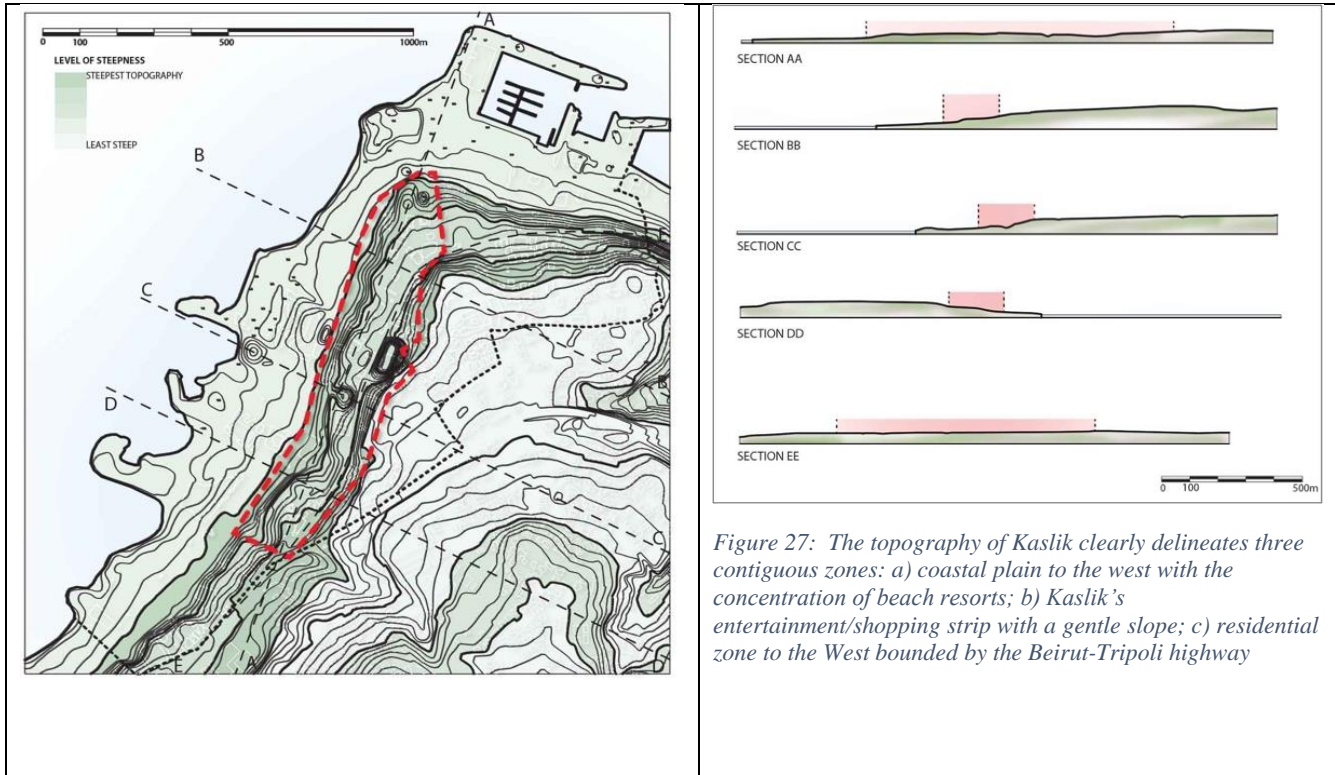 A
0 100 500 1000m
LEVEL OF STEEPNESS
STEEPEST TOPOGRAPHY
LEAST STEEP
B
C
D
E
B
C
D
E
A
SECTION AA
SECTION BB
SECTION CC
SECTION DD
SECTION EE
0 100 500m
Figure 27: The topography of Kaslik clearly delineates three
contiguous zones: a) coastal plain to the west with the
concentration of beach resorts; b) Kaslik’s
entertainment/shopping strip with a gentle slope; c) residential
zone to the West bounded by the Beirut-Tripoli highway